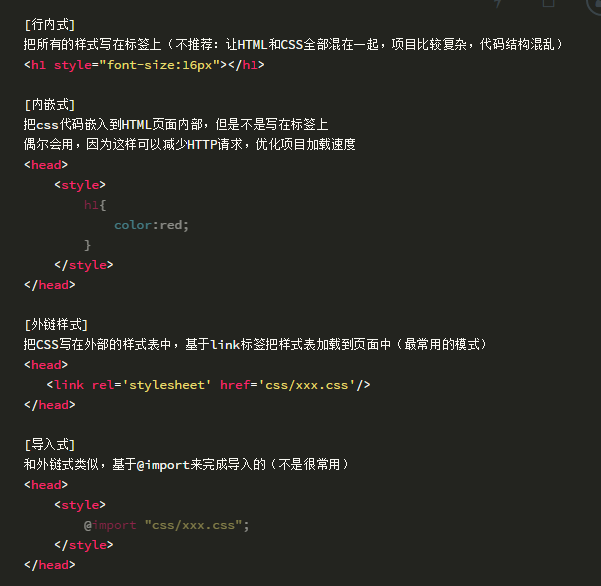 [行内式]
把所有的样式写在标签上（不推荐：让HTML和CSS全部混在一起，项目比较复杂，代码结构混乱）
<h1 style="font-size:16px"></h1>
[内嵌式]
把css代码嵌入到HTML页面内部，但是不是写在标签上
偶尔会用，因为这样可以减少HTTP请求，优化项目加载速度
<head>
<style>
h1{
color:red;
}
</style>
</head>
[外链样式]
把CSS写在外部的样式表中，基于link标签把样式表加载到页面中（最常用的模式）
<head>
<link rel='stylesheet' href='css/xxx.css'/>
</head>
[导入式]
和外链式类似，基于@import来完成导入的（不是很常用）
<head>
<style>
@import "css/xxx.css";
</style>
</head>